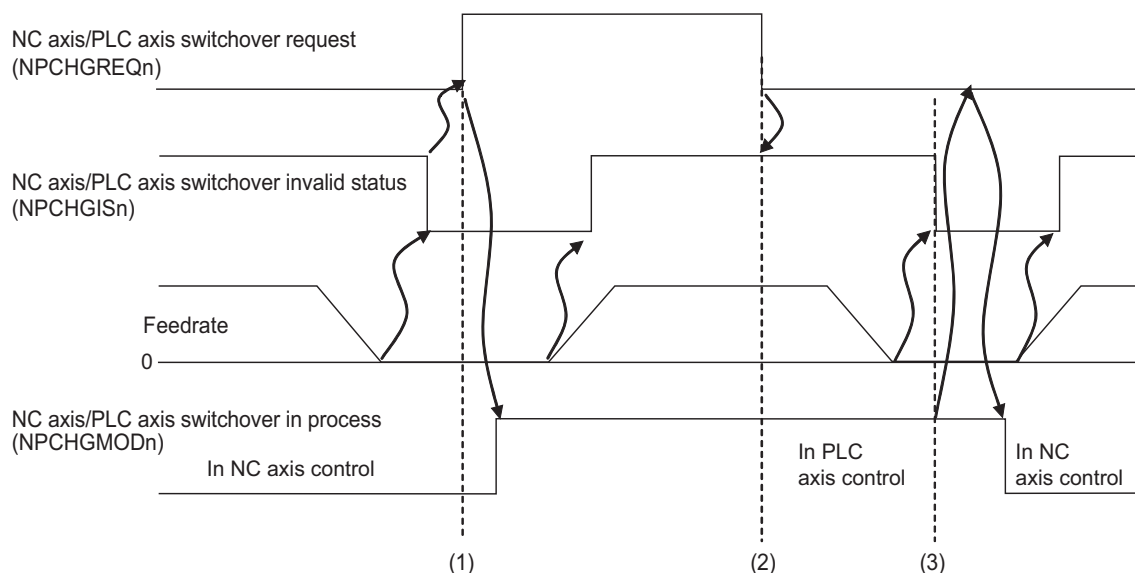 NC axis/PLC axis switchover request
(NPCHGREQn)
NC axis/PLC axis switchover invalid status
(NPCHGISn)
Feedrate
0
NC axis/PLC axis switchover in process
(NPCHGMODn)
In NC axis control
In PLC
axis control
In NC
axis control
(1)
(2)
(3)